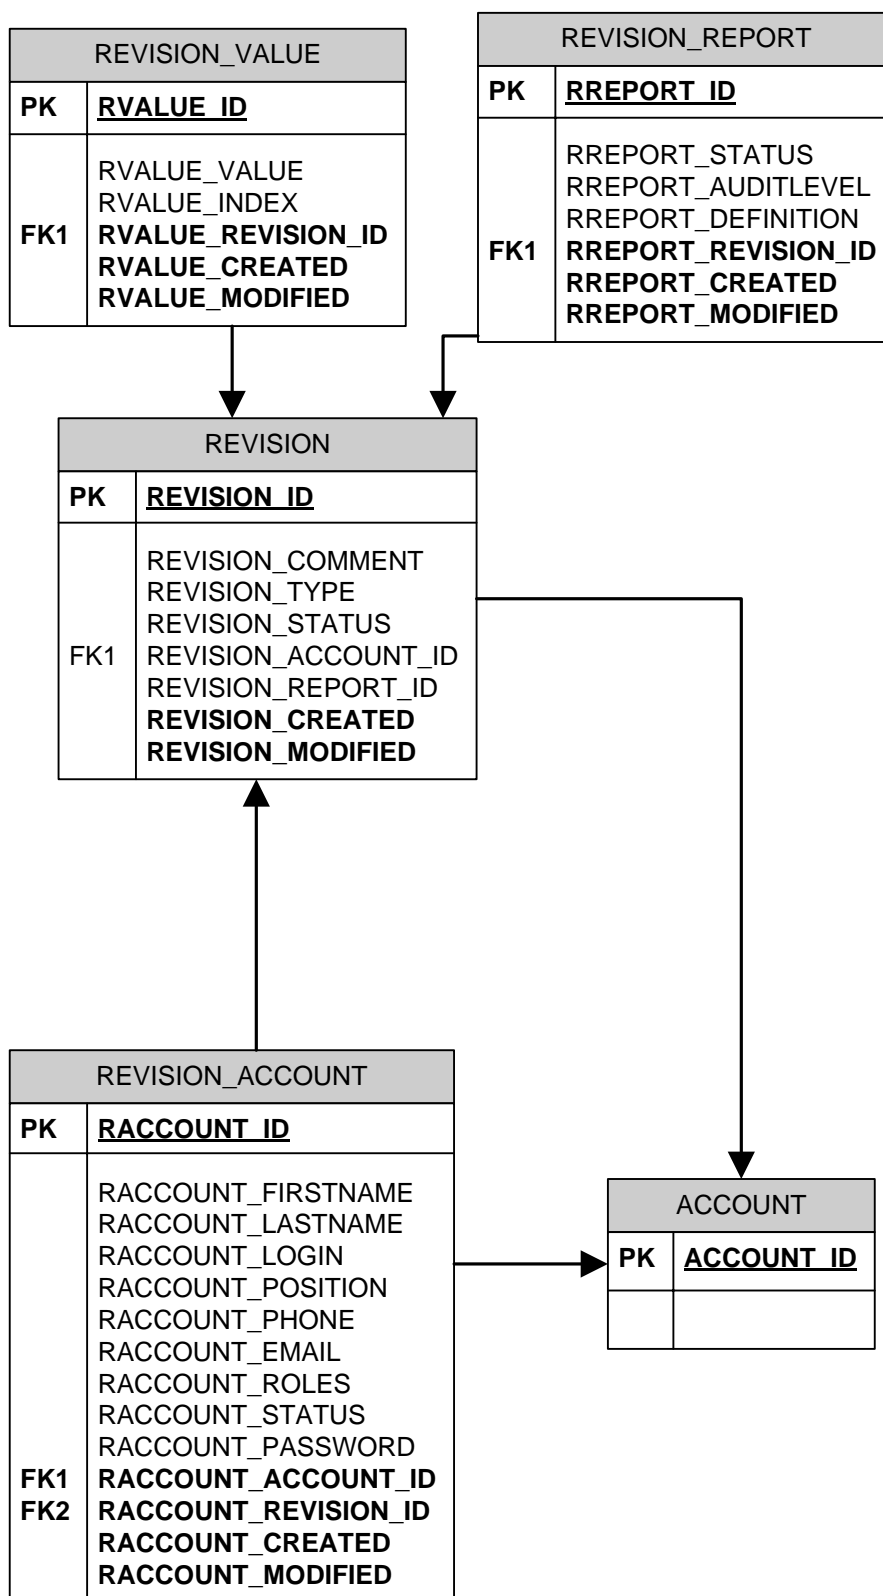 REVISION_VALUE
PK RVALUE_ID
RVALUE_VALUE
RVALUE_INDEX
FK1 RVALUE_REVISION_ID
RVALUE_CREATED
RVALUE_MODIFIED
REVISION_REPORT
PK RREPORT_ID
RREPORT_STATUS
RREPORT_AUDITLEVEL
RREPORT_DEFINITION
FK1 RREPORT_REVISION_ID
RREPORT_CREATED
RREPORT_MODIFIED
REVISION
PK REVISION_ID
REVISION_COMMENT
REVISION_TYPE
REVISION_STATUS
FK1 REVISION_ACCOUNT_ID
REVISION_REPORT_ID
REVISION_CREATED
REVISION_MODIFIED
REVISION_ACCOUNT
PK RACCOUNT_ID
RACCOUNT_FIRSTNAME
RACCOUNT_LASTNAME
RACCOUNT_LOGIN
RACCOUNT_POSITION
RACCOUNT_PHONE
RACCOUNT_EMAIL
RACCOUNT_ROLES
RACCOUNT_STATUS
RACCOUNT_PASSWORD
FK1 RACCOUNT_ACCOUNT_ID
FK2 RACCOUNT_REVISION_ID
RACCOUNT_CREATED
RACCOUNT_MODIFIED
ACCOUNT
PK ACCOUNT_ID